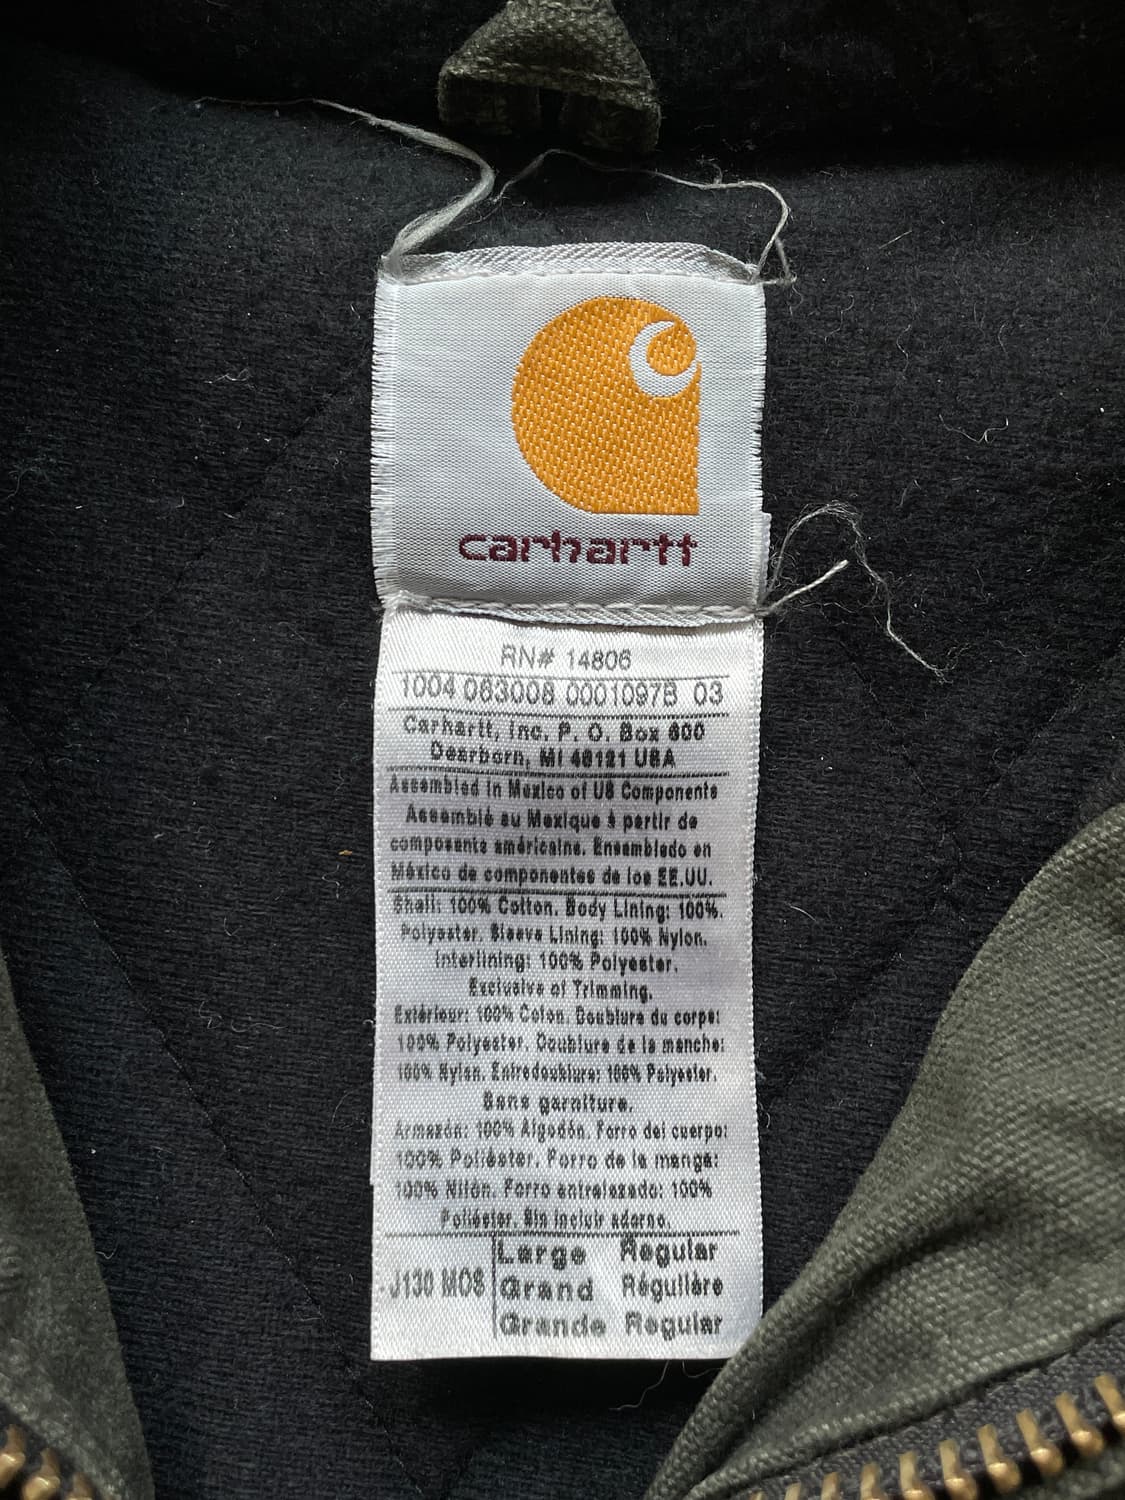 carhartt
RN# 14806
1004 083008 00010978 03
Carhartt, Inc. P. O. Box 600
Dearborn, MI 48121 USA
Assembled in Mexico of US Components
Assemblé au Mexique à partir de
composants américains. Ensamblado en
México de componentes de los EE.UU.
Shell: 100% Cotton. Body Lining: 100%.
Polyester. Sleeve Lining: 100% Nylon.
Interlining: 100% Polyester.
Exclusive of Trimming.
Extérieur: 100% Coton. Doublure du corps:
100% Polyester. Doublure de la manche:
100% Nylon. Entredoublure: 100% Polyester.
Sans garniture.
Armazón: 100% Algodón. Forro del cuerpo:
100% Poliéster. Forro de la manga:
100% Nilón. Forro entrelazado: 100%
Poliéster. Sin incluir adorno.
J130 MOS
Large Regular
Grand Régulière
Grande Regular